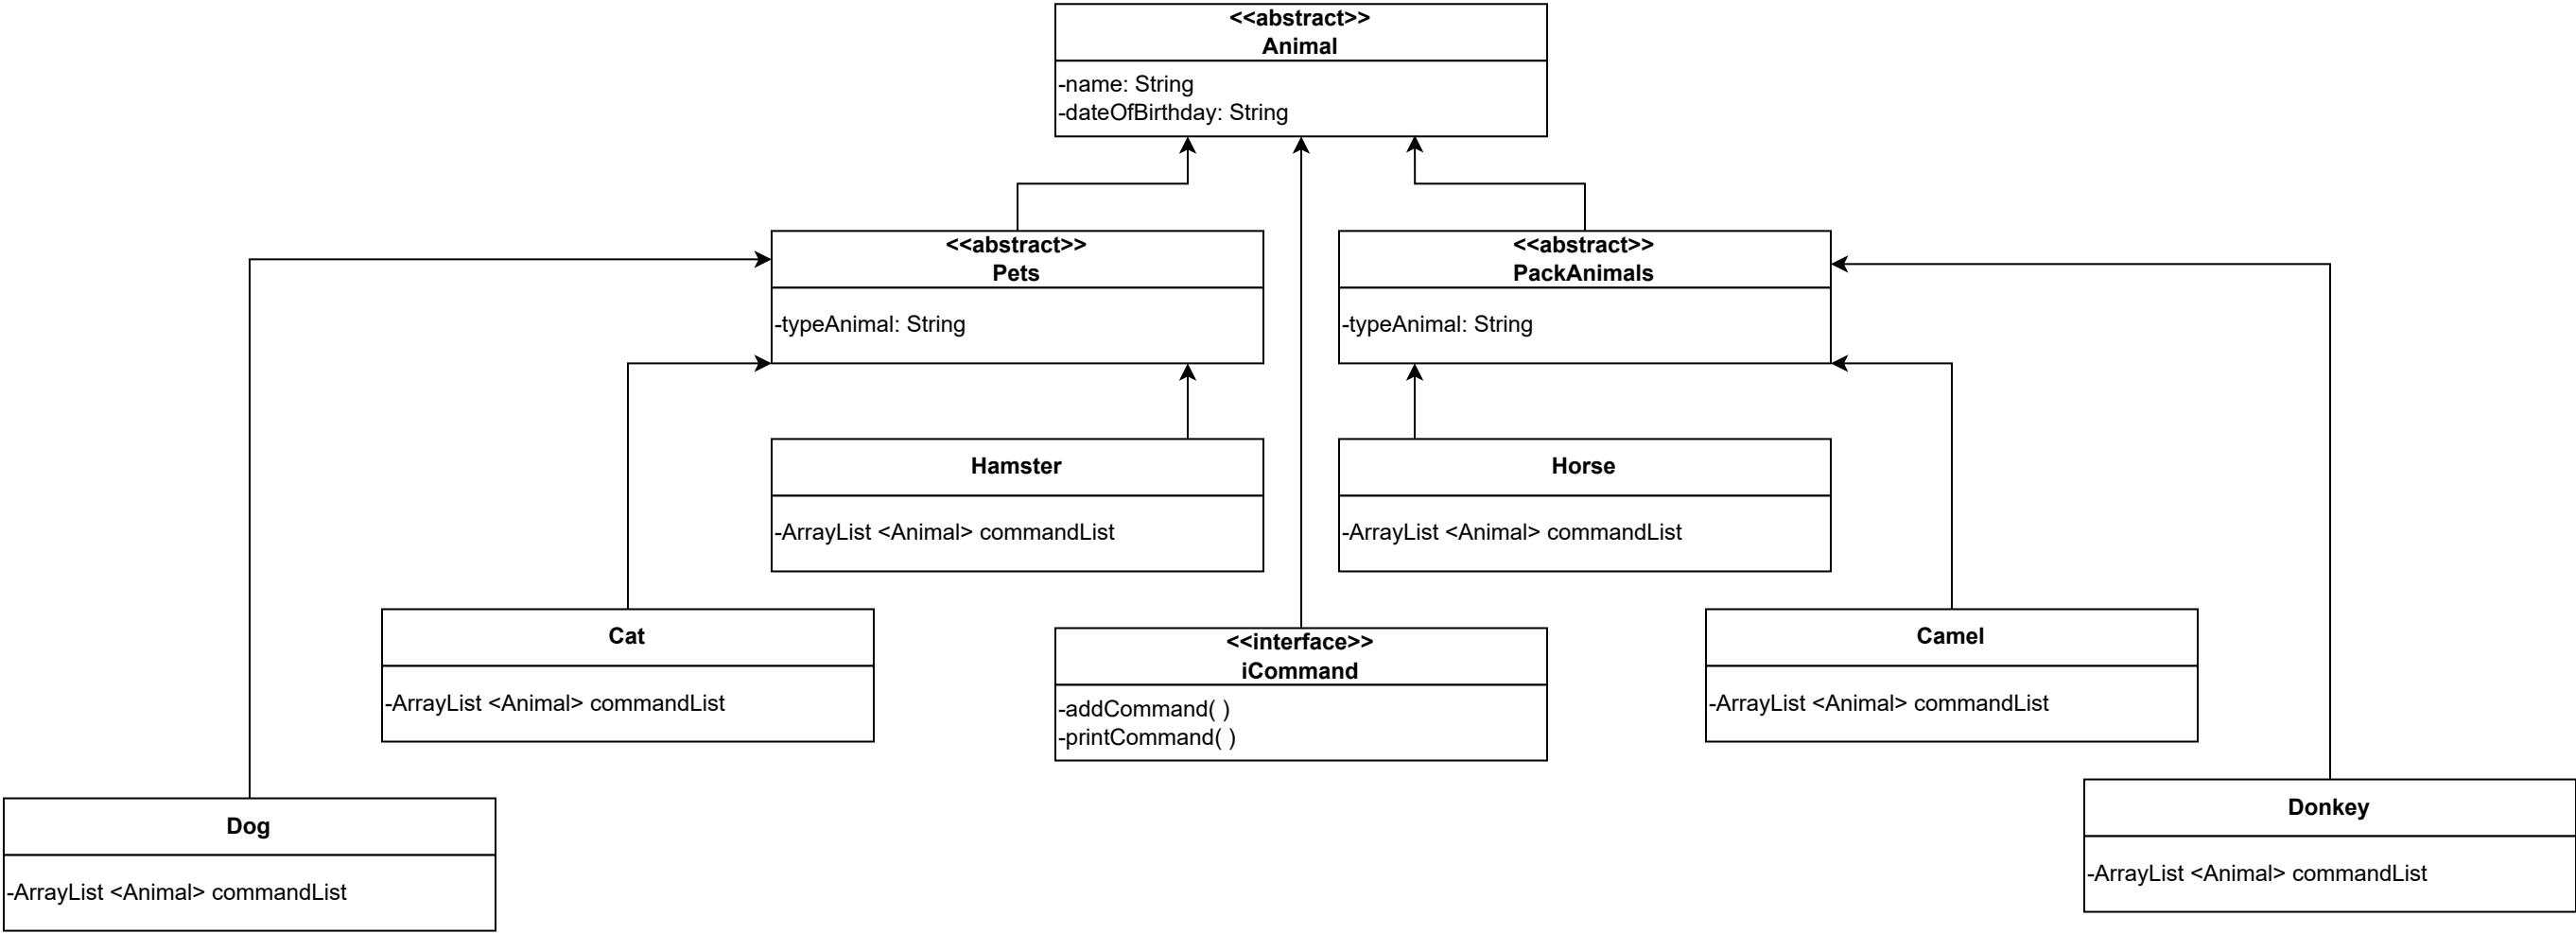 <<abstract>>
Animal
-name: String
-dateOfBirthday: String
<<abstract>>
Pets
-typeAnimal: String
<<abstract>>
PackAnimals
-typeAnimal: String
Hamster
-ArrayList <Animal> commandList
Horse
-ArrayList <Animal> commandList
Cat
-ArrayList <Animal> commandList
<<interface>>
iCommand
-addCommand( )
-printCommand( )
Camel
-ArrayList <Animal> commandList
Dog
-ArrayList <Animal> commandList
Donkey
-ArrayList <Animal> commandList